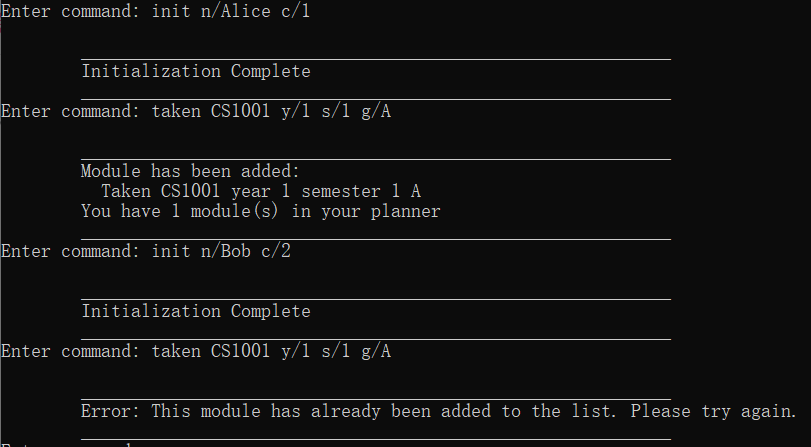 Enter command: init n/Alice c/1
Initialization Complete
Enter command: taken CS1001 y/1 s/1 g/A
Module has been added:
Taken CS1001 year 1 semester 1 A
You have 1 module(s) in your planner
Enter command: init n/Bob c/2
Initialization Complete
Enter command: taken CS1001 y/1 s/1 g/A
Error: This module has already been added to the list. Please try again.